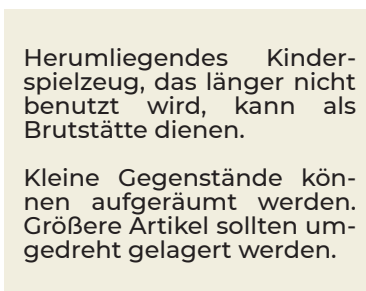 Herumliegendes Kinder-
spielzeug, das länger nicht
benutzt wird, kann als
Brutstätte dienen.
Kleine Gegenstände kön-
nen aufgeräumt werden.
Größere Artikel sollten um-
gedreht gelagert werden.